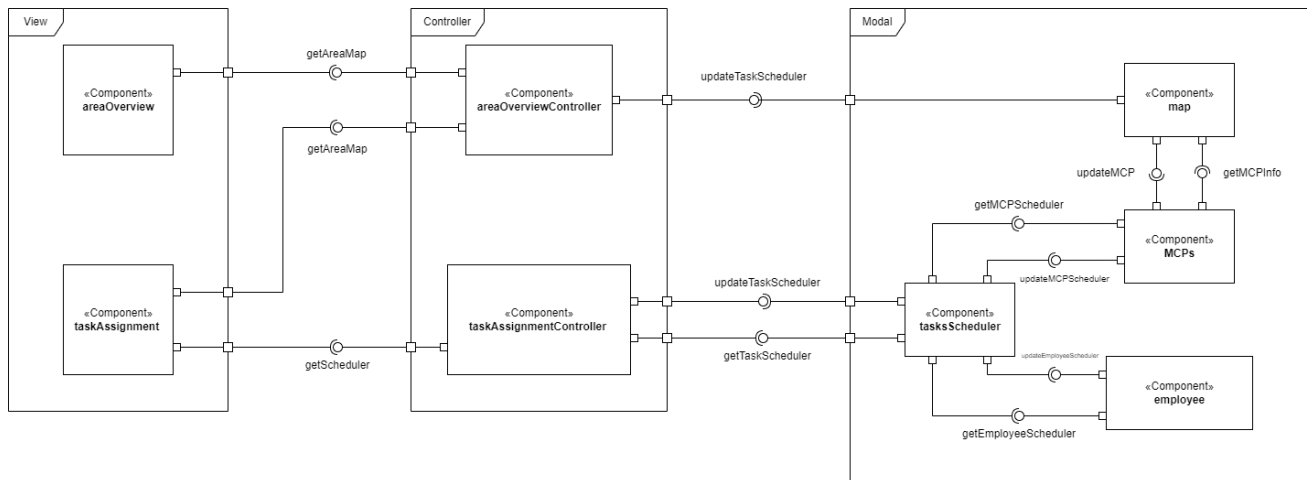 View
Controller
Modal
«Component»
areaOverview
getAreaMap
«Component»
areaOverviewController
updateTaskScheduler
«Component»
map
getAreaMap
updateMCP
getMCPInfo
getMCPScheduler
«Component»
MCPs
updateMCPScheduler
«Component»
taskAssignment
«Component»
taskAssignmentController
updateTaskScheduler
«Component»
tasksScheduler
getScheduler
getTaskScheduler
updateEmployeeScheduler
«Component»
employee
getEmployeeScheduler